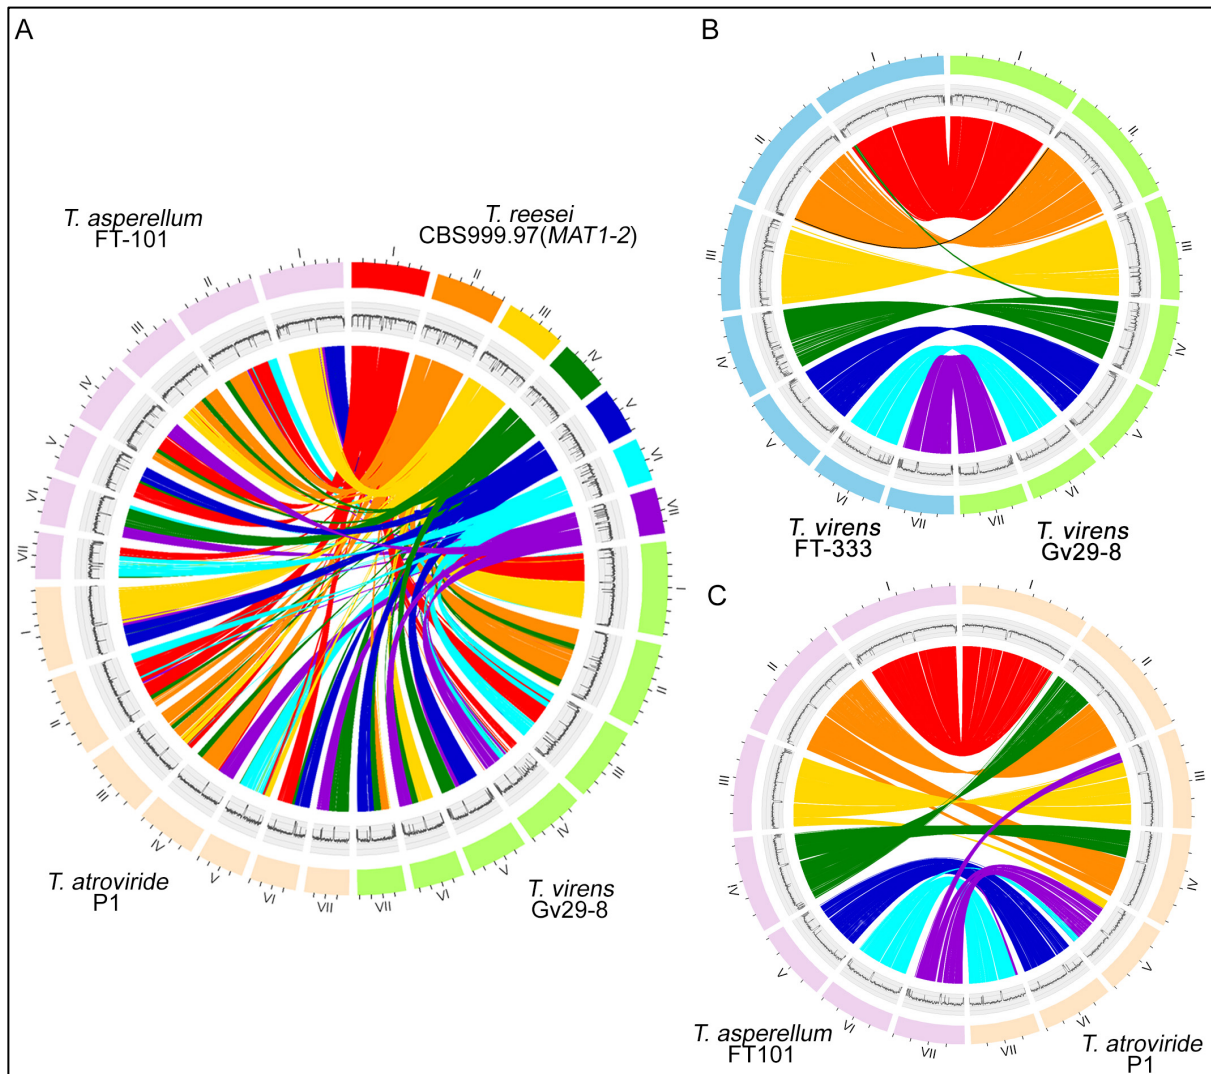 A
T. asperellum
FT-101
T. reesei
CBS999.97(MAT1-2)
I
II
III
IV
V
VI
VII
I
II
III
IV
V
VI
VII
VII
VI
V
IV
III
II
I
VII
VI
V
IV
III
II
I
T. atroviride
P1
T. virens
Gv29-8
B
I
II
III
IV
V
VI
VII
VII
VI
V
IV
III
II
I
T. virens
FT-333
T. virens
Gv29-8
C
I
II
III
IV
V
VI
VII
VII
VI
V
IV
III
II
I
T. asperellum
FT101
T. atroviride
P1